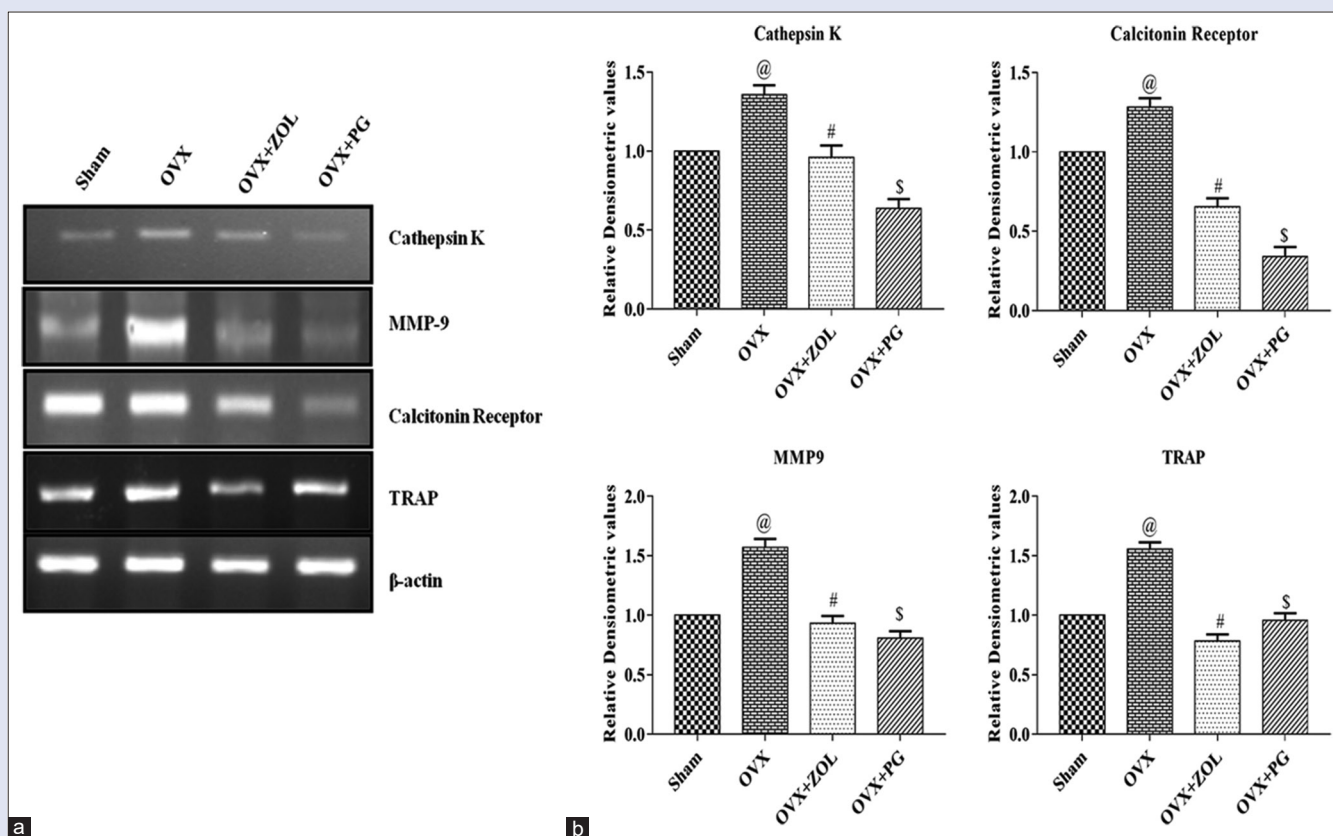 Sham
OVX
OVX+ZOL
OVX+PG
Cathepsin K
MMP-9
Calcitonin Receptor
TRAP
β-actin
a
Cathepsin K
Relative Densiometric values
1.5
1.0
0.5
0.0
@
#
$
Sham
OVX
OVX+ZOL
OVX+PG
Calcitonin Receptor
Relative Densiometric values
1.5
1.0
0.5
0.0
@
#
$
Sham
OVX
OVX+ZOL
OVX+PG
MMP9
Relative Densiometric values
2.0
1.5
1.0
0.5
0.0
@
#
$
Sham
OVX
OVX+ZOL
OVX+PG
TRAP
Relative Densiometric values
2.0
1.5
1.0
0.5
0.0
@
#
$
Sham
OVX
OVX+ZOL
OVX+PG
b